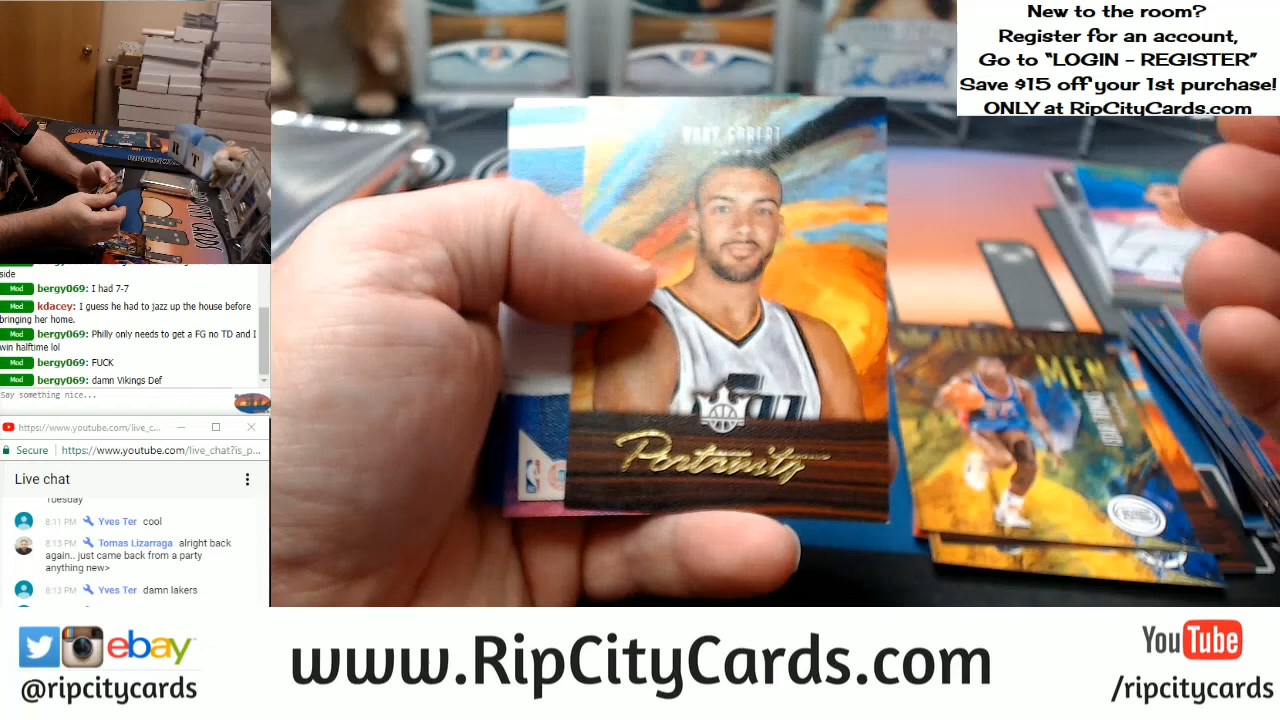 New to the room?
Register for an account,
Go to “LOGIN - REGISTER”
Save $15 off your 1st purchase!
ONLY at RipCityCards.com
RUDY GOBERT
Portraits
MEN
side
Mod bergy069: I had 7-7
Mod kdacey: I guess he had to jazz up the house before
bringing her home.
Mod bergy069: Philly only needs to get a FG no TD and I
win halftime lol
Mod bergy069: FUCK
Mod bergy069: damn Vikings Def
Say something nice...
https://www.youtube.com/live_c...
Secure https://www.youtube.com/live_chat?is_p...
Live chat
Tuesday
8:11 PM Yves Ter cool
8:13 PM Tomas Lizarraga alright back
again.. just came back from a party
anything new>
8:13 PM Yves Ter damn lakers
ebay
@ripcitycards
www.RipCityCards.com
YouTube
/ripcitycards